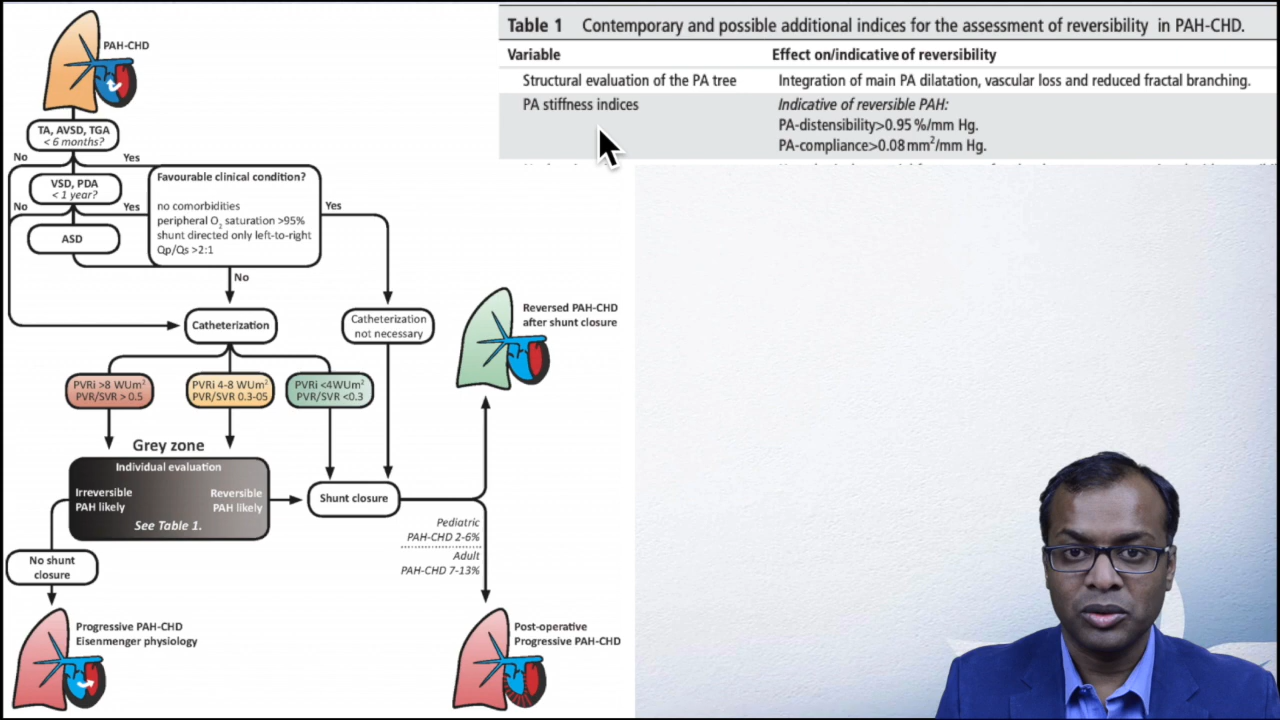 PAH-CHD
TA, AVSD, TGA
< 6 months?
No
Yes
VSD, PDA
< 1 year?
No
Yes
ASD
Favourable clinical condition?
no comorbidities
peripheral O2 saturation >95%
shunt directed only left-to-right
Qp/Qs >2:1
Yes
No
Catheterization
Catheterization
not necessary
PVRi >8 WUm²
PVR/SVR > 0.5
PVRi 4-8 WUm²
PVR/SVR 0.3-05
PVRi <4WUm²
PVR/SVR <0.3
Grey zone
Individual evaluation
Irreversible
PAH likely
Reversible
PAH likely
See Table 1.
Shunt closure
No shunt
closure
Pediatric
PAH-CHD 2-6%
Adult
PAH-CHD 7-13%
Reversed PAH-CHD
after shunt closure
Progressive PAH-CHD
Eisenmenger physiology
Post-operative
Progressive PAH-CHD
Table 1 Contemporary and possible additional indices for the assessment of reversibility in PAH-CHD.
Variable Effect on/indicative of reversibility
Structural evaluation of the PA tree Integration of main PA dilatation, vascular loss and reduced fractal branching.
PA stiffness indices Indicative of reversible PAH:
PA-distensibility>0.95 %/mm Hg.
PA-compliance>0.08 mm²/mm Hg.